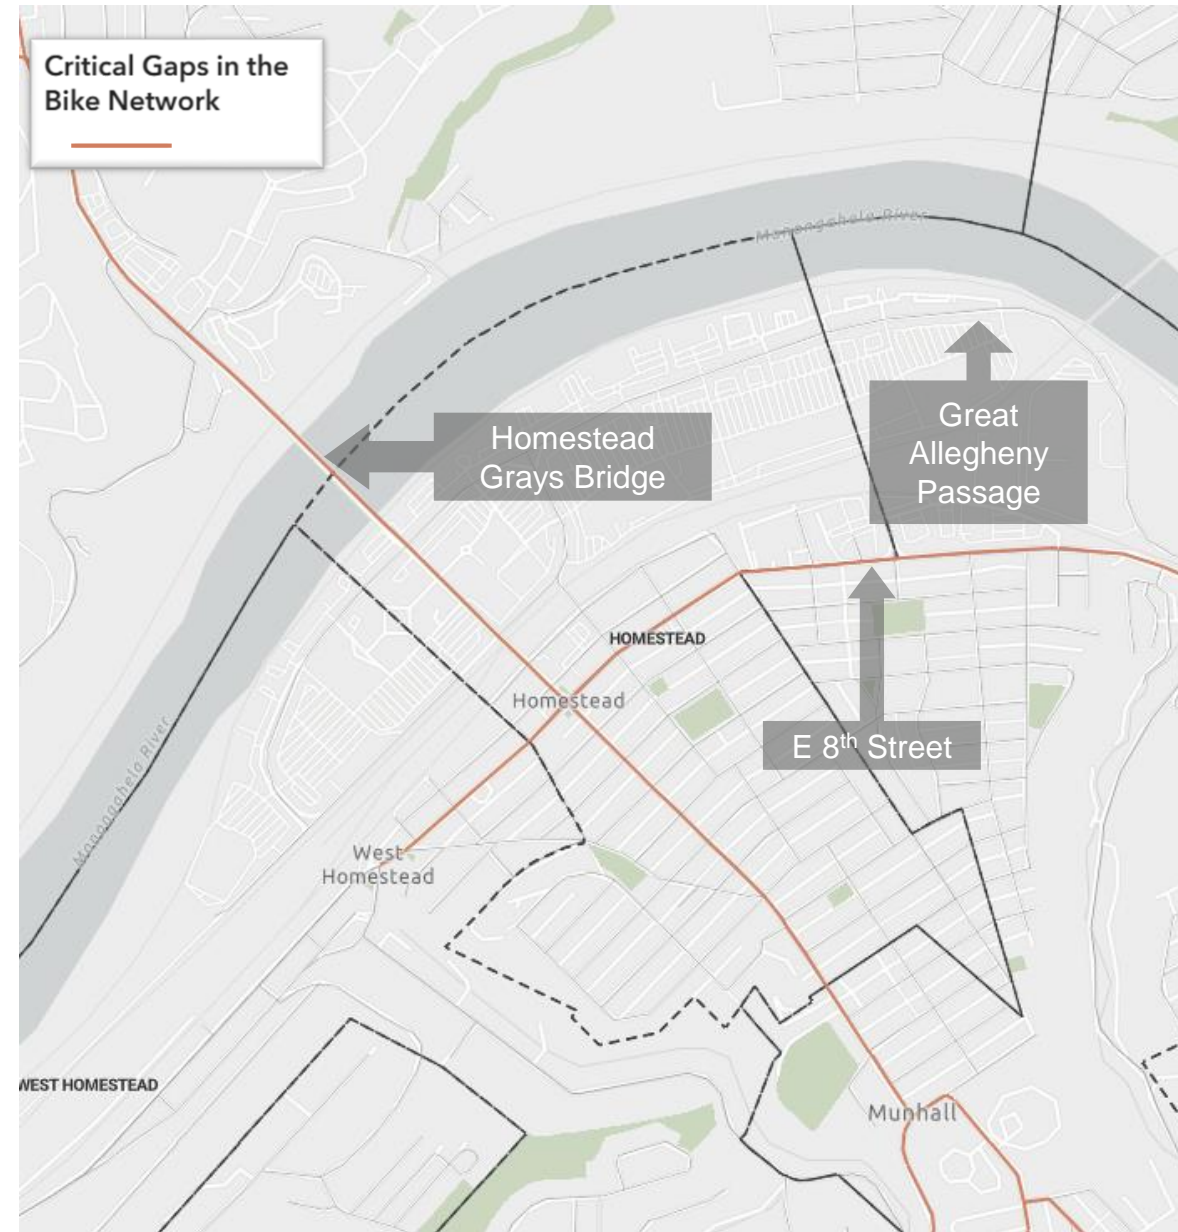 Critical Gaps in the
Bike Network
Monongahela River
Great
Allegheny
Passage
Homestead
Grays Bridge
HOMESTEAD
Homestead
E 8th Street
Monongahela River
West
Homestead
WEST HOMESTEAD
Munhall